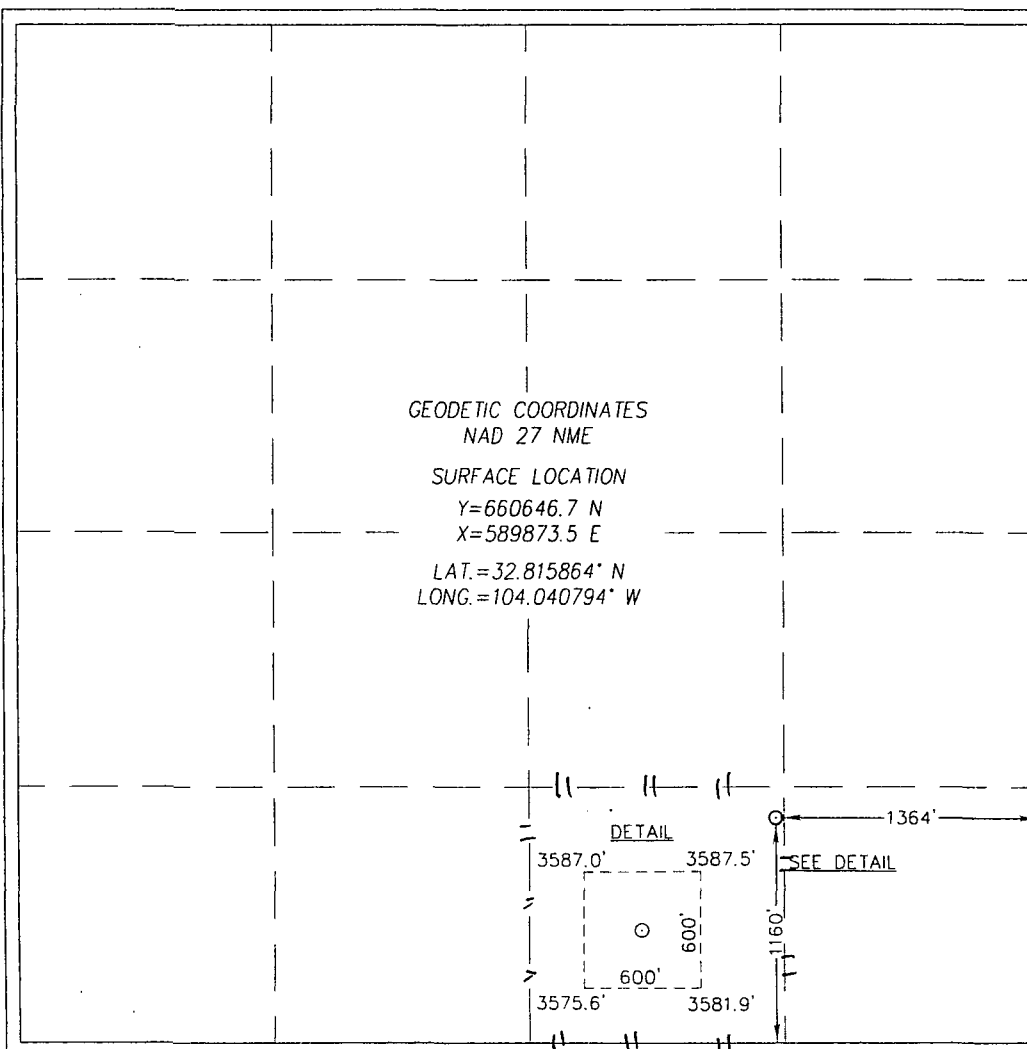 GEODETIC COORDINATES
NAD 27 NME
SURFACE LOCATION
Y=660646.7 N
X=589873.5 E
LAT.=32.815864° N
LONG.=104.040794° W
1364'
DETAIL
3587.0' 3587.5'
SEE DETAIL
600'
1160'
600'
3575.6' 3581.9'